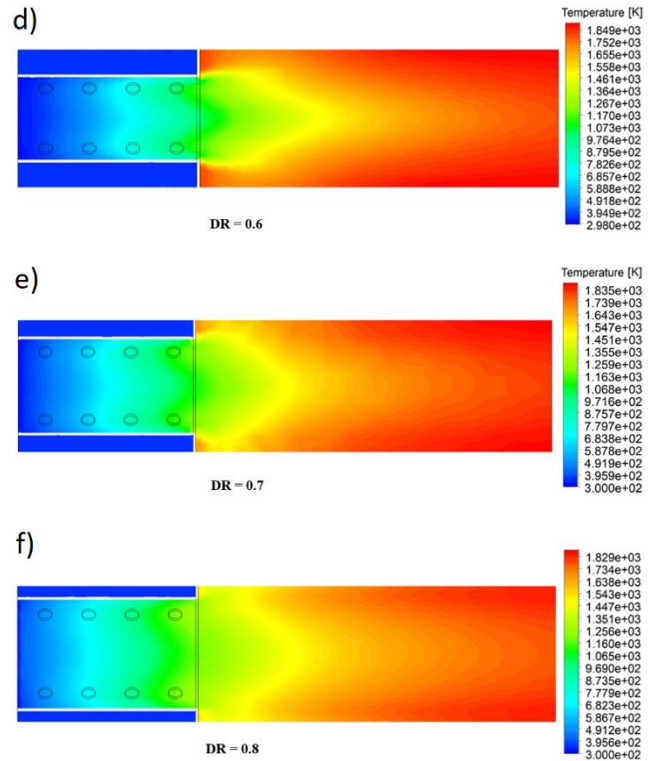 d)
Temperature [K]
1.849e+03
1.752e+03
1.655e+03
1.558e+03
1.461e+03
1.364e+03
1.267e+03
1.170e+03
1.073e+03
9.764e+02
8.795e+02
7.826e+02
6.857e+02
5.888e+02
4.918e+02
3.949e+02
2.980e+02
DR = 0.6
e)
Temperature [K]
1.835e+03
1.739e+03
1.643e+03
1.547e+03
1.451e+03
1.355e+03
1.259e+03
1.163e+03
1.068e+03
9.716e+02
8.757e+02
7.797e+02
6.838e+02
5.878e+02
4.919e+02
3.959e+02
3.000e+02
DR = 0.7
f)
Temperature [K]
1.829e+03
1.734e+03
1.638e+03
1.543e+03
1.447e+03
1.351e+03
1.256e+03
1.160e+03
1.065e+03
9.690e+02
8.735e+02
7.779e+02
6.823e+02
5.867e+02
4.912e+02
3.956e+02
3.000e+02
DR = 0.8